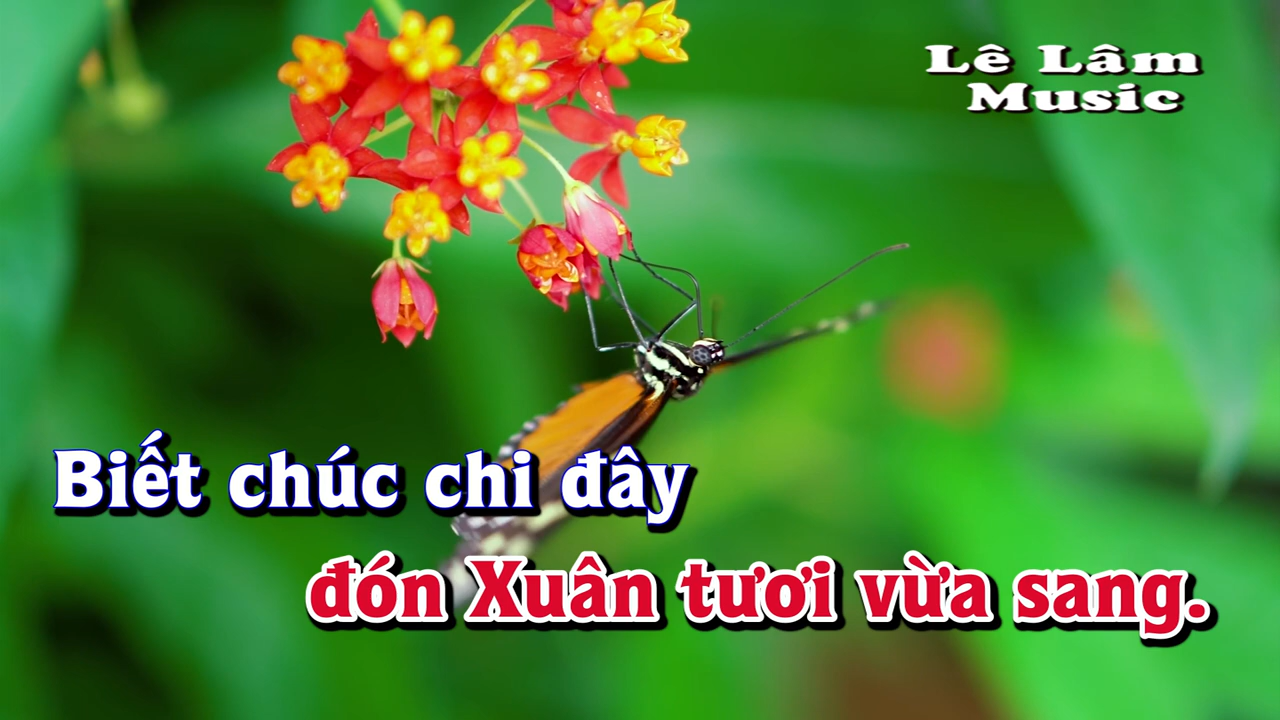 Lê Lâm
Music
Biết chúc chi đây
đón Xuân tươi vừa sang.